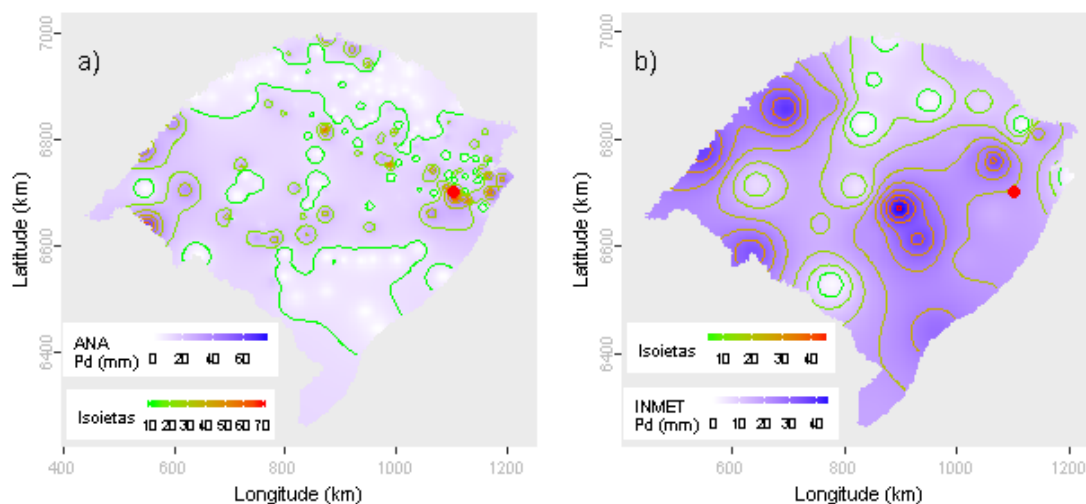 a)
Latitude (km)
7000
6800
6600
6400
ANA
Pd (mm) 0 20 40 60
Isoietas
10 20 30 40 50 60 70
400 600 800 1000 1200
Longitude (km)
b)
Latitude (km)
7000
6800
6600
6400
Isoietas
10 20 30 40
INMET
Pd (mm) 0 10 20 30 40
600 800 1000 1200
Longitude (km)